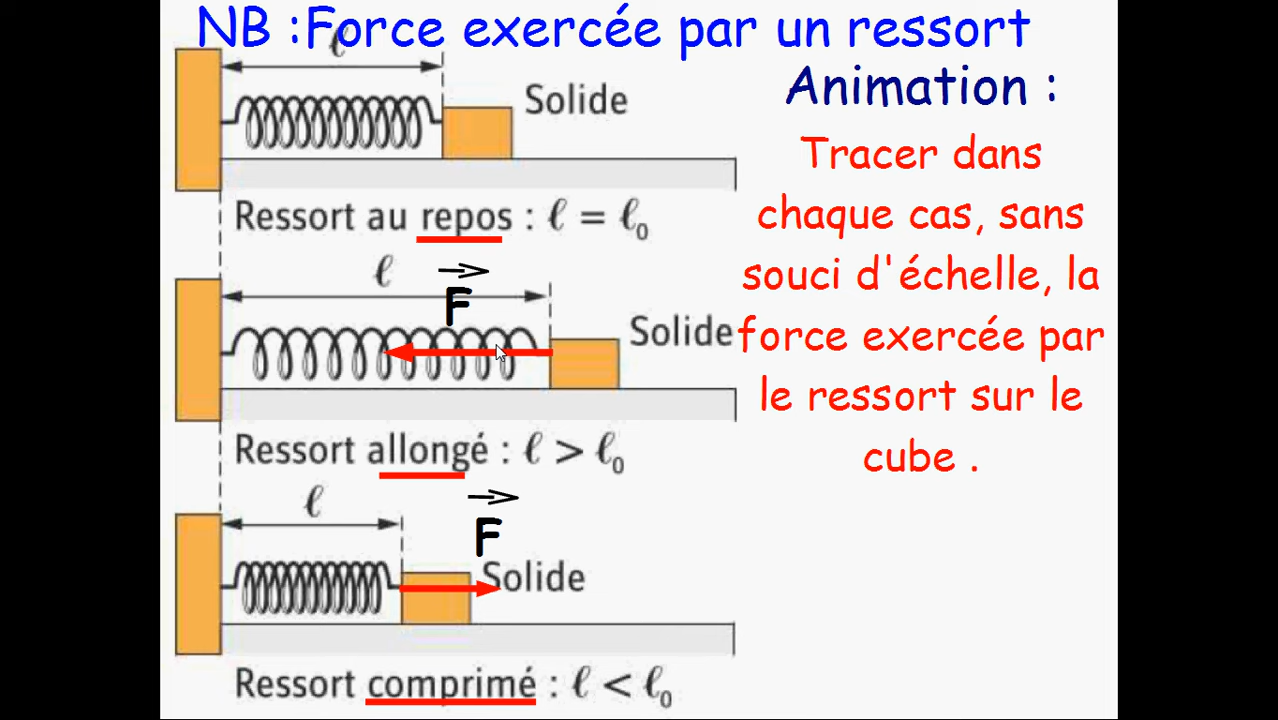 NB :Force exercée par un ressort
ℓ
Animation :
Solide
Tracer dans
chaque cas, sans
souci d'échelle, la
force exercée par
le ressort sur le
cube .
Ressort au repos : ℓ = ℓ₀
ℓ
F
Solide
Ressort allongé : ℓ > ℓ₀
ℓ
F
Solide
Ressort comprimé : ℓ < ℓ₀